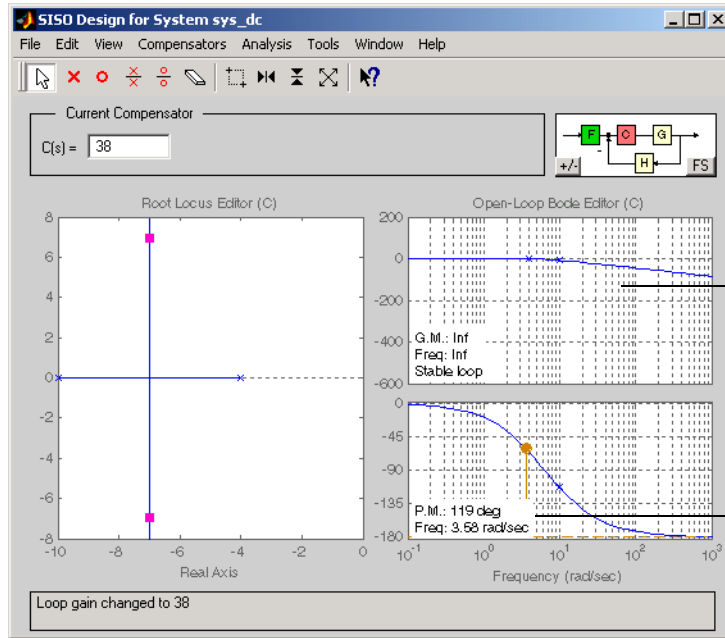 SISO Design for System sys_dc
File Edit View Compensators Analysis Tools Window Help
Current Compensator
C(s) = 38
F C G
H
+/- FS
Root Locus Editor (C)
8
6
4
2
0
-2
-4
-6
-8
-10 -8 -6 -4 -2 0
Real Axis
Open-Loop Bode Editor (C)
200
0
-200
-400
-600
G.M.: Inf
Freq: Inf
Stable loop
0
-45
-90
-135
-180
P.M.: 119 deg
Freq: 3.58 rad/sec
10^-1 10^0 10^1 10^2 10^3
Frequency (rad/sec)
Loop gain changed to 38